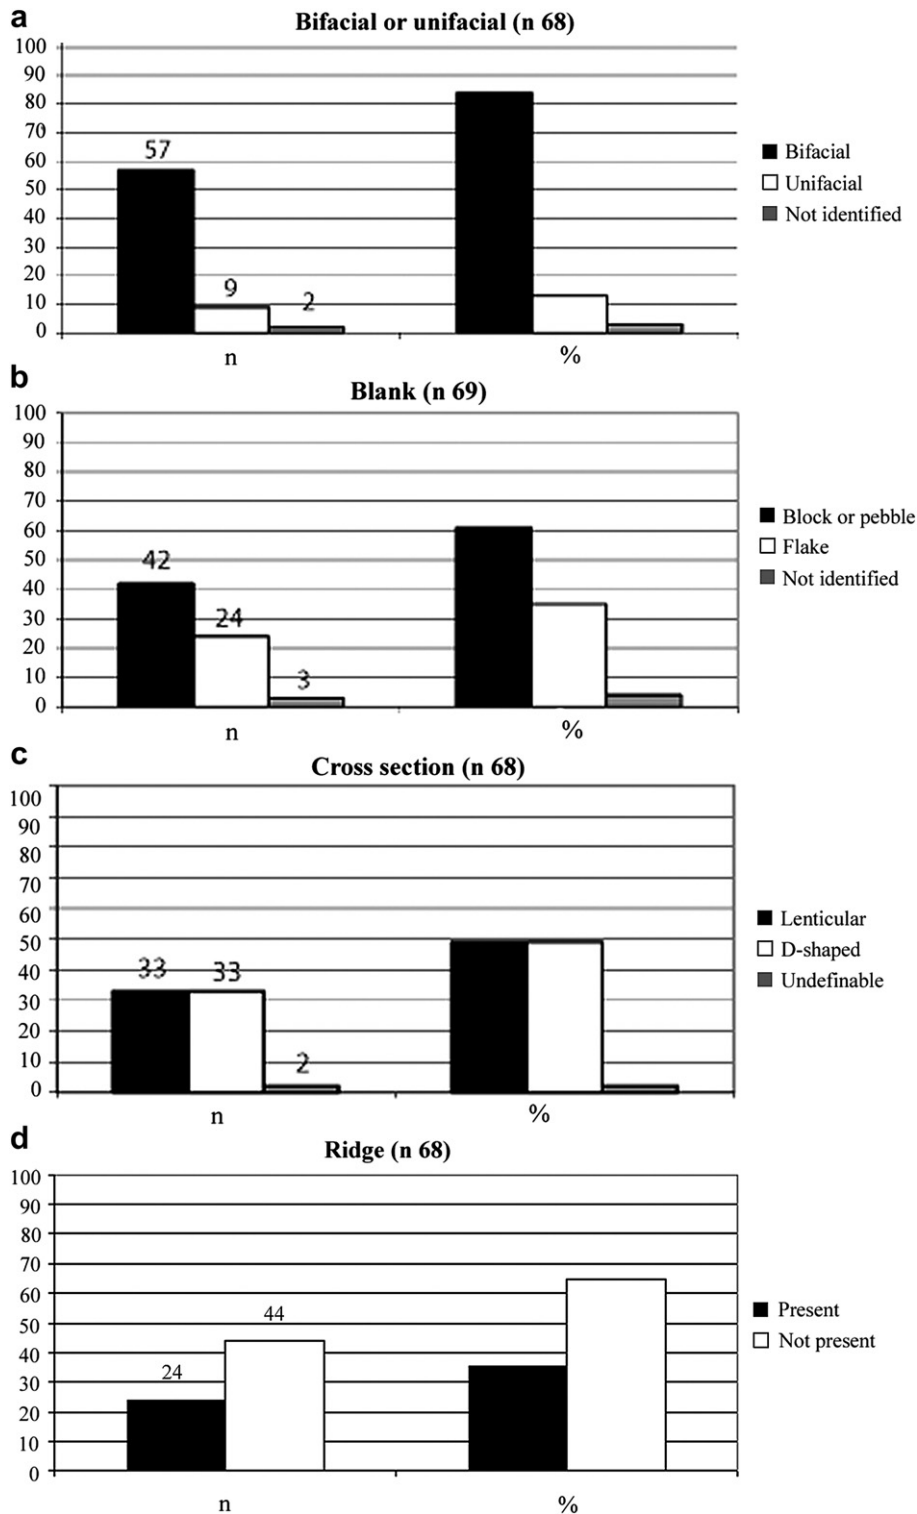 a
Bifacial or unifacial (n 68)
100
90
80
70
60
50
40
30
20
10
0
57
9
2
n
%
Bifacial
Unifacial
Not identified
b
Blank (n 69)
100
90
80
70
60
50
40
30
20
10
0
42
24
3
n
%
Block or pebble
Flake
Not identified
c
Cross section (n 68)
100
90
80
70
60
50
40
30
20
10
0
33
33
2
n
%
Lenticular
D-shaped
Undefinable
d
Ridge (n 68)
100
90
80
70
60
50
40
30
20
10
0
24
44
n
%
Present
Not present